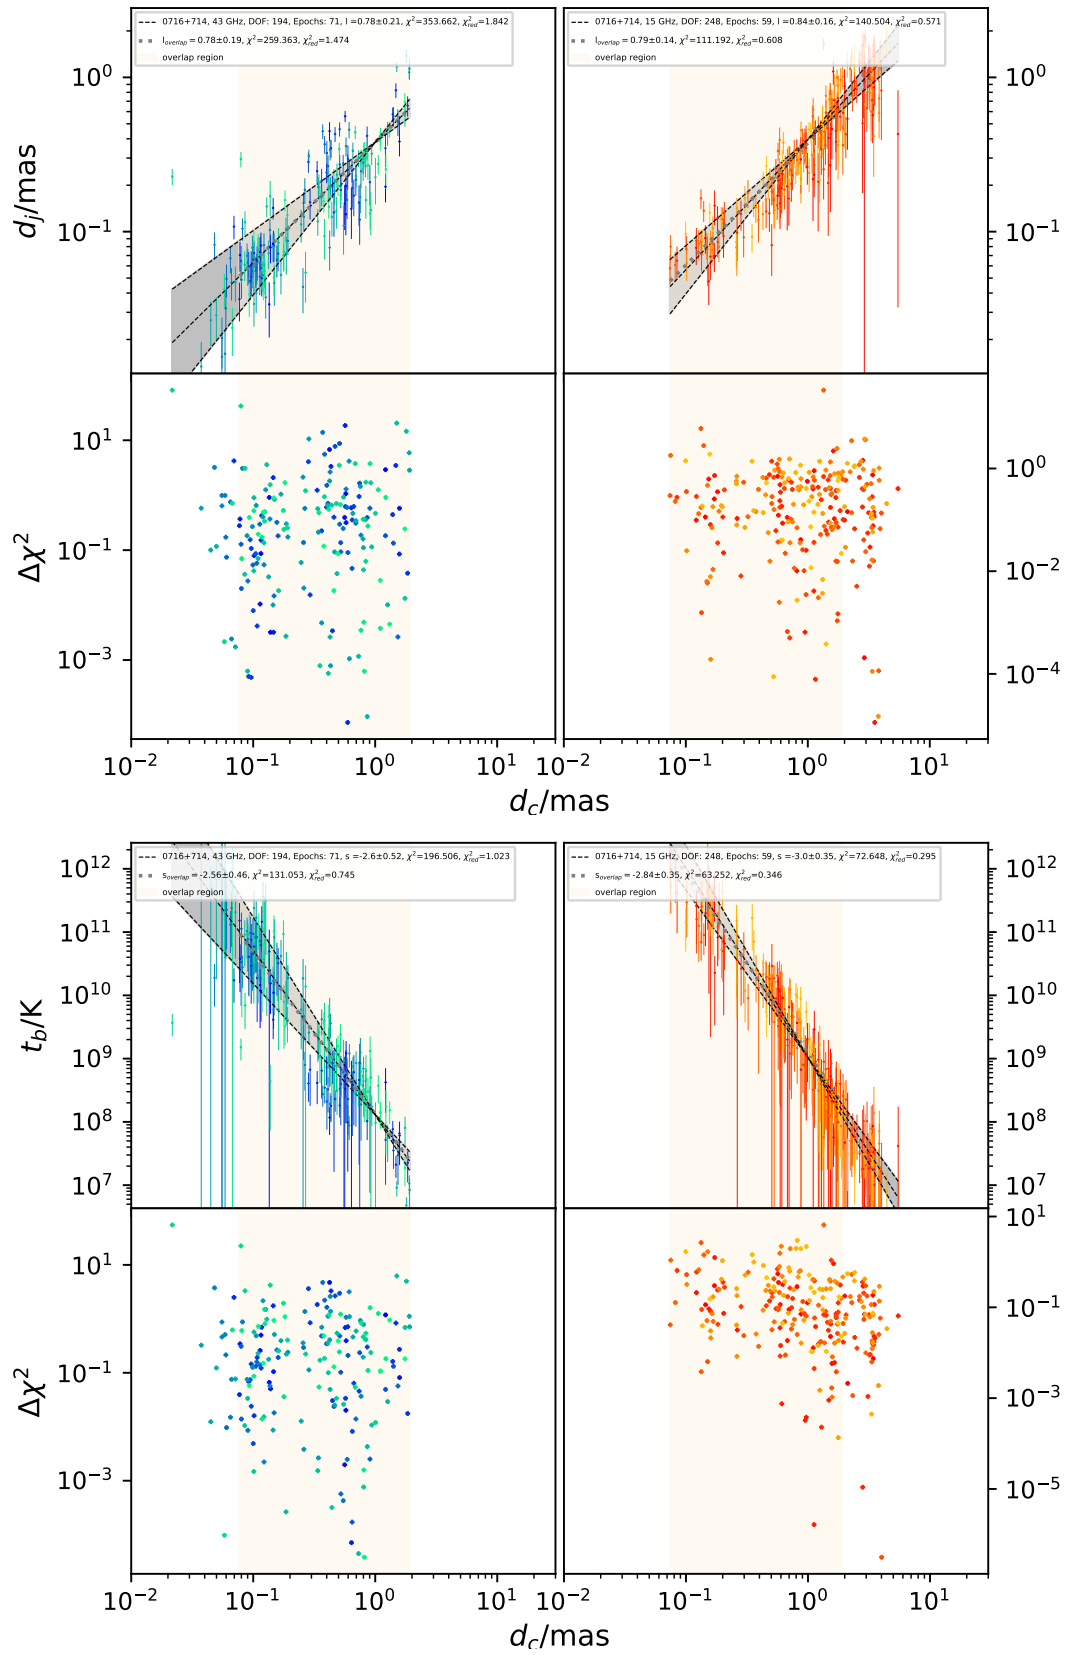 0716+714, 43 GHz, DOF: 194, Epochs: 71, l =0.78±0.21, χ²=353.662, χ²red=1.842
loverlap = 0.78±0.19, χ²=259.363, χ²red=1.474
overlap region
0716+714, 15 GHz, DOF: 248, Epochs: 59, l =0.84±0.16, χ²=140.504, χ²red=0.571
loverlap = 0.79±0.14, χ²=111.192, χ²red=0.608
overlap region
10⁰
10⁻¹
dj/mas
10⁰
10⁻¹
10¹
10⁻¹
10⁻³
Δχ²
10⁰
10⁻²
10⁻⁴
10⁻² 10⁻¹ 10⁰ 10¹ 10⁻² 10⁻¹ 10⁰ 10¹
dc/mas
0716+714, 43 GHz, DOF: 194, Epochs: 71, s =-2.6±0.52, χ²=196.506, χ²red=1.023
soverlap = -2.56±0.46, χ²=131.053, χ²red=0.745
overlap region
0716+714, 15 GHz, DOF: 248, Epochs: 59, s =-3.0±0.35, χ²=72.648, χ²red=0.295
soverlap = -2.84±0.35, χ²=63.252, χ²red=0.346
overlap region
10¹²
10¹¹
10¹⁰
10⁹
10⁸
10⁷
tb/K
10¹²
10¹¹
10¹⁰
10⁹
10⁸
10⁷
10¹
10⁻¹
10⁻³
Δχ²
10¹
10⁻¹
10⁻³
10⁻⁵
10⁻² 10⁻¹ 10⁰ 10¹ 10⁻² 10⁻¹ 10⁰ 10¹
dc/mas